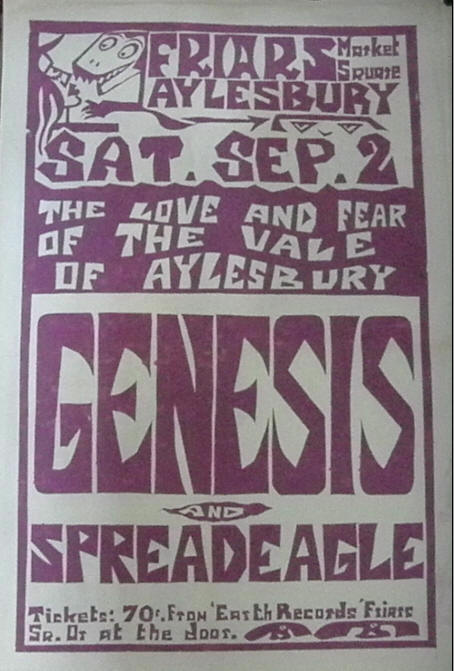 FRIARS Market
Square
AYLESBURY
SAT. SEP. 2
THE LOVE AND FEAR
OF THE VALE
OF AYLESBURY
GENESIS
AND
SPREADEAGLE
Tickets: 70p. From 'Earth Records' Friars
Sq. Or at the door.